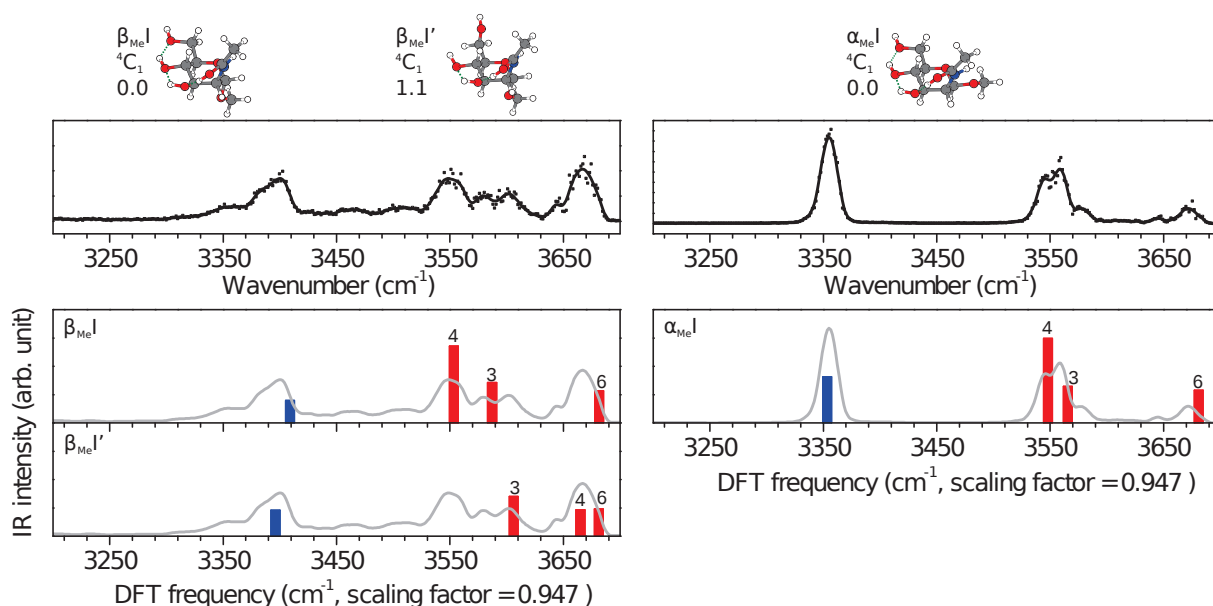 βMeI
⁴C₁
0.0
βMeI’
⁴C₁
1.1
αMeI
⁴C₁
0.0
3250 3350 3450 3550 3650
Wavenumber (cm⁻¹)
3250 3350 3450 3550 3650
Wavenumber (cm⁻¹)
IR intensity (arb. unit)
βMeI
4
3
6
βMeI’
3
4
6
3250 3350 3450 3550 3650
DFT frequency (cm⁻¹, scaling factor = 0.947 )
αMeI
4
3
6
3250 3350 3450 3550 3650
DFT frequency (cm⁻¹, scaling factor = 0.947 )